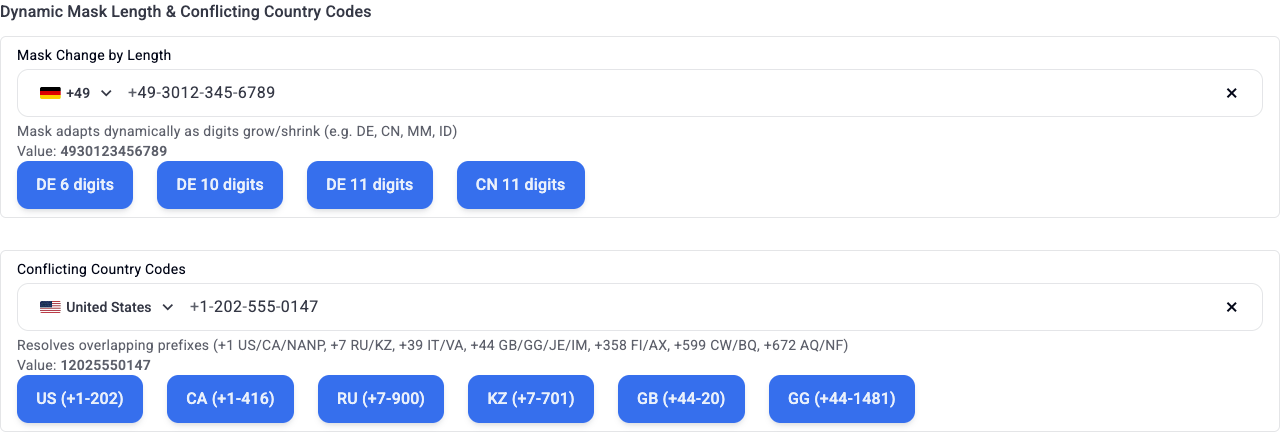 Dynamic Mask Length & Conflicting Country Codes
Mask Change by Length
+49 +49-3012-345-6789
Mask adapts dynamically as digits grow/shrink (e.g. DE, CN, MM, ID)
Value: 4930123456789
DE 6 digits DE 10 digits DE 11 digits CN 11 digits
Conflicting Country Codes
United States +1-202-555-0147
Resolves overlapping prefixes (+1 US/CA/NANP, +7 RU/KZ, +39 IT/VA, +44 GB/GG/JE/IM, +358 FI/AX, +599 CW/BQ, +672 AQ/NF)
Value: 12025550147
US (+1-202) CA (+1-416) RU (+7-900) KZ (+7-701) GB (+44-20) GG (+44-1481)